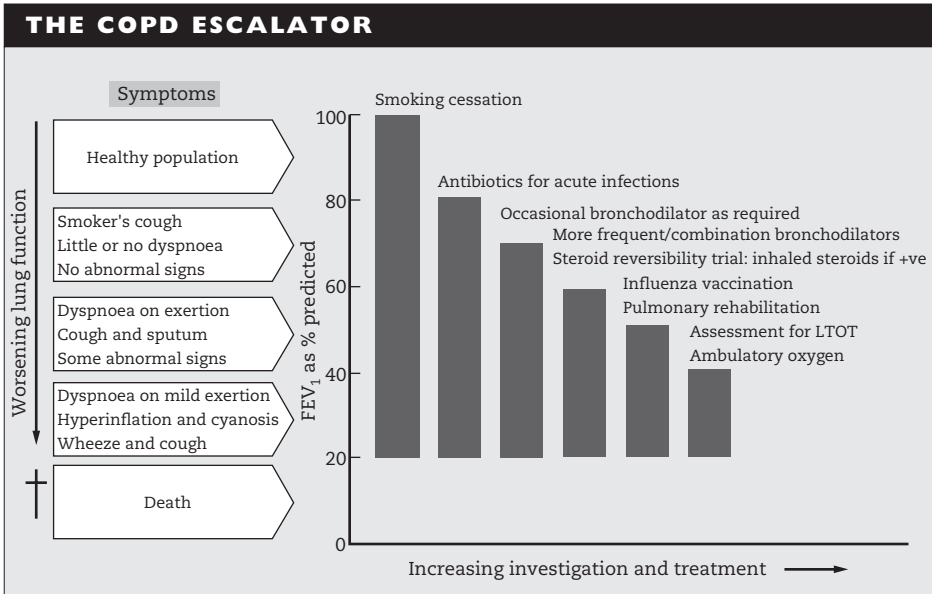 THE COPD ESCALATOR
Symptoms
Worsening lung function
Healthy population
Smoker's cough
Little or no dyspnoea
No abnormal signs
Dyspnoea on exertion
Cough and sputum
Some abnormal signs
Dyspnoea on mild exertion
Hyperinflation and cyanosis
Wheeze and cough
Death
FEV₁ as % predicted
100
80
60
40
20
0
Smoking cessation
Antibiotics for acute infections
Occasional bronchodilator as required
More frequent/combination bronchodilators
Steroid reversibility trial: inhaled steroids if +ve
Influenza vaccination
Pulmonary rehabilitation
Assessment for LTOT
Ambulatory oxygen
Increasing investigation and treatment